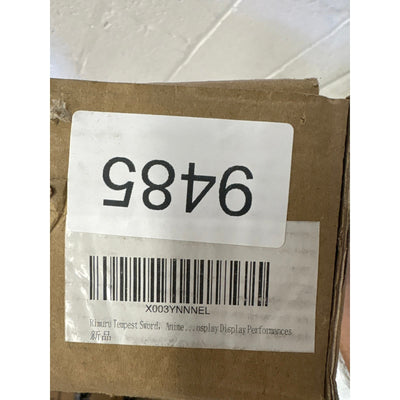 9485
X003YNNNEL
Rimuru Tempest Sword, Anime...osplay Display Performances
新品